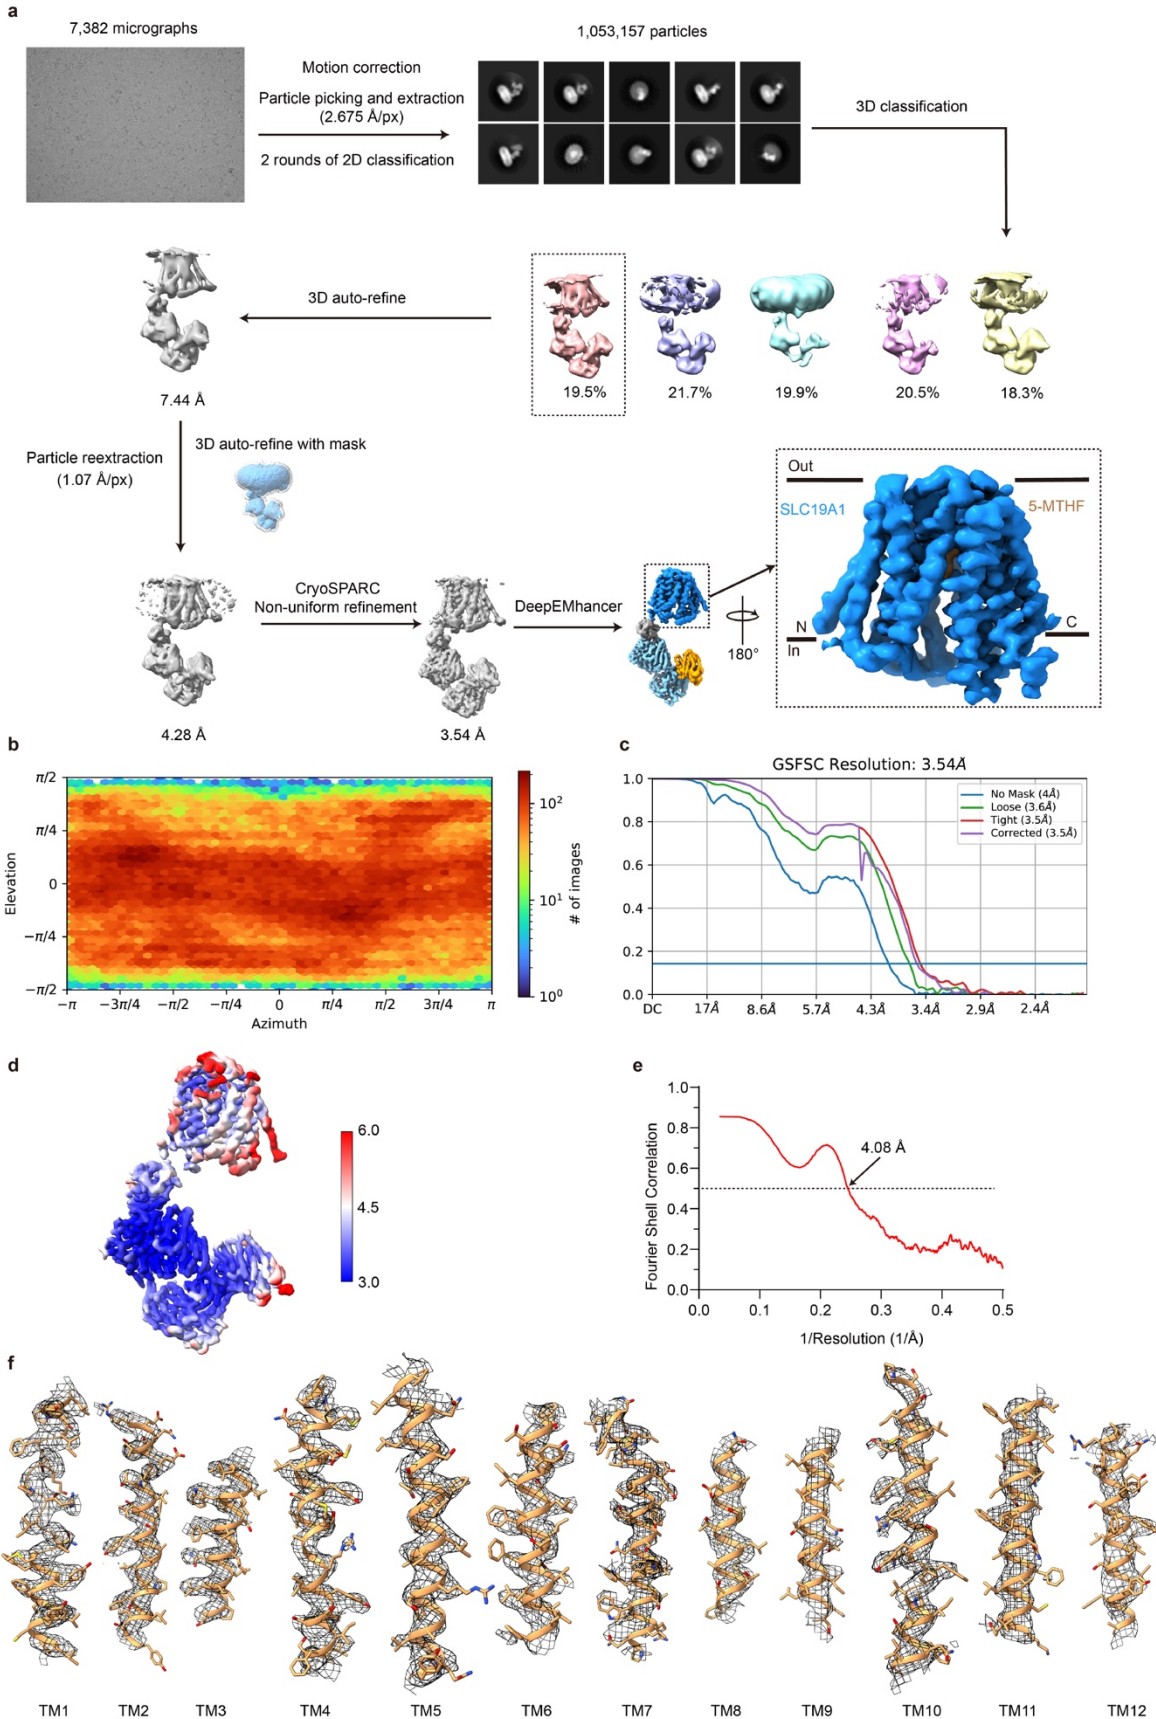 a
7,382 micrographs
1,053,157 particles
Motion correction
Particle picking and extraction
(2.675 Å/px)
2 rounds of 2D classification
3D classification
3D auto-refine
7.44 Å
19.5%
21.7%
19.9%
20.5%
18.3%
Particle reextraction
(1.07 Å/px)
3D auto-refine with mask
CryoSPARC
Non-uniform refinement
DeepEMhancer
180°
Out
SLC19A1
5-MTHF
N
In
C
4.28 Å
3.54 Å
b
π/2
π/4
0
−π/4
−π/2
Elevation
−π
−3π/4
−π/2
−π/4
0
π/4
π/2
3π/4
π
Azimuth
10²
10¹
10⁰
# of images
c
GSFSC Resolution: 3.54Å
No Mask (4Å)
Loose (3.6Å)
Tight (3.5Å)
Corrected (3.5Å)
1.0
0.8
0.6
0.4
0.2
0.0
DC
17Å
8.6Å
5.7Å
4.3Å
3.4Å
2.9Å
2.4Å
d
6.0
4.5
3.0
e
1.0
0.8
0.6
0.4
0.2
0.0
Fourier Shell Correlation
4.08 Å
0.0
0.1
0.2
0.3
0.4
0.5
1/Resolution (1/Å)
f
TM1
TM2
TM3
TM4
TM5
TM6
TM7
TM8
TM9
TM10
TM11
TM12